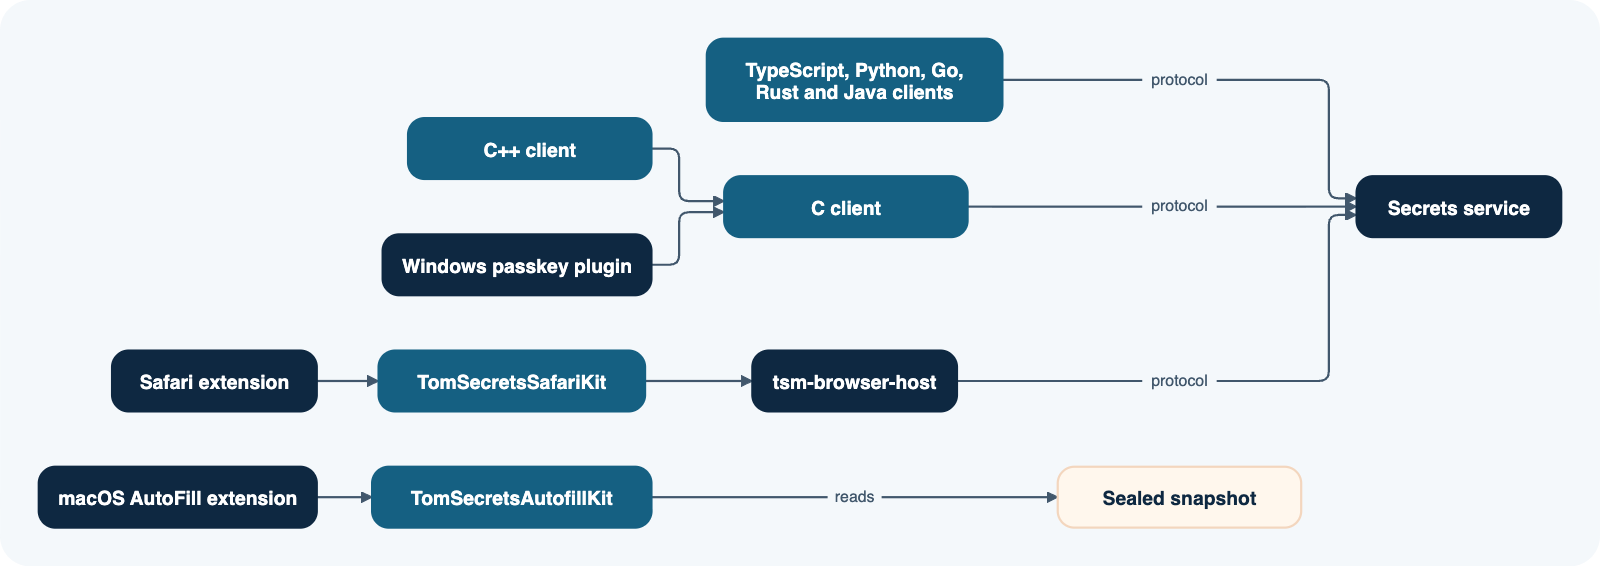 TypeScript, Python, Go,
Rust and Java clients
protocol
C++ client
C client
protocol
Secrets service
Windows passkey plugin
Safari extension
TomSecretsSafariKit
tsm-browser-host
protocol
macOS AutoFill extension
TomSecretsAutofillKit
reads
Sealed snapshot